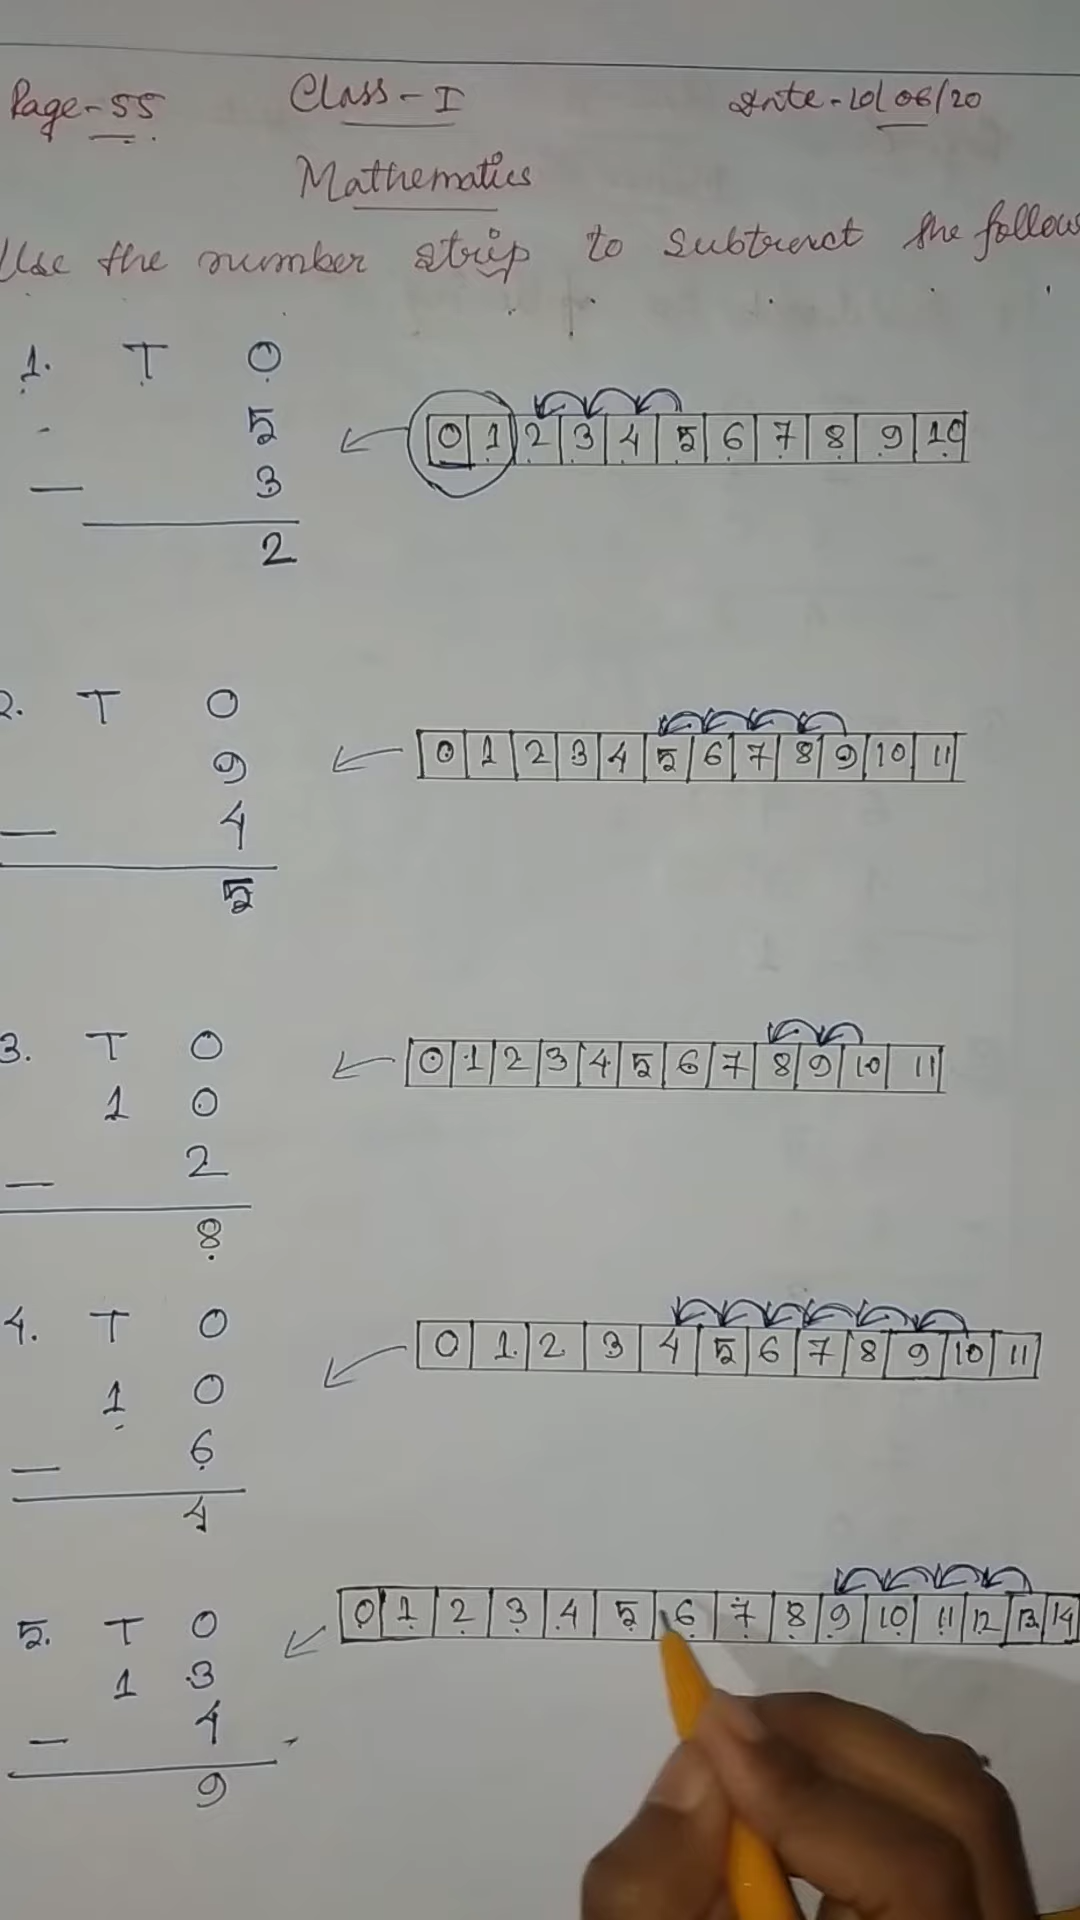 Page-55 Class-I Date-10/06/20
Mathematics
Use the number strip to subtract the follow
1. T O
5
- 3
2
0 1 2 3 4 5 6 7 8 9 10
2. T O
9
- 4
5
0 1 2 3 4 5 6 7 8 9 10 11
3. T O
1 0
- 2
8
0 1 2 3 4 5 6 7 8 9 10 11
4. T O
1 0
- 6
4
0 1 2 3 4 5 6 7 8 9 10 11
5. T O
1 3
- 4
9
0 1 2 3 4 5 6 7 8 9 10 11 12 13 14